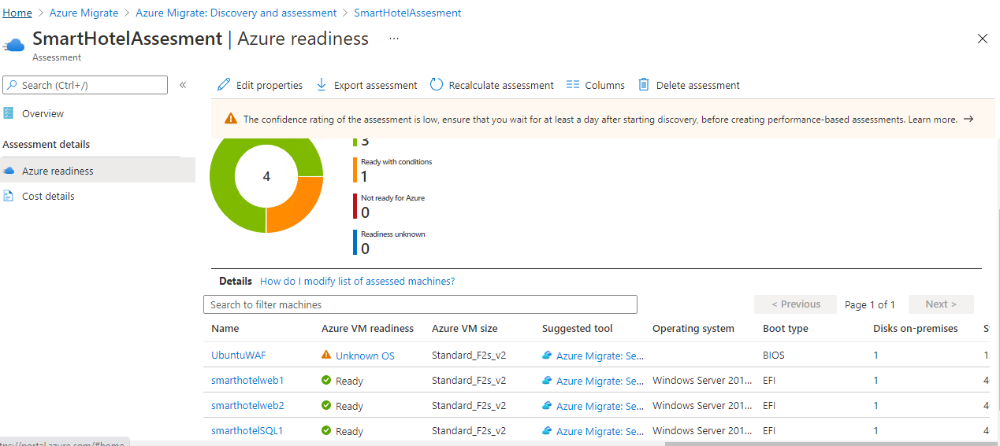 Home > Azure Migrate > Azure Migrate: Discovery and assessment > SmartHotelAssesment
SmartHotelAssesment | Azure readiness ...
Assessment
Search (Ctrl+/) «
Edit properties Export assessment Recalculate assessment Columns Delete assessment
Overview
The confidence rating of the assessment is low, ensure that you wait for at least a day after starting discovery, before creating performance-based assessments. Learn more. →
Assessment details
Azure readiness
Cost details
4
3
Ready with conditions
1
Not ready for Azure
0
Readiness unknown
0
Details How do I modify list of assessed machines?
Search to filter machines < Previous Page 1 of 1 Next >
Name Azure VM readiness Azure VM size Suggested tool Operating system Boot type Disks on-premises S
UbuntuWAF Unknown OS Standard_F2s_v2 Azure Migrate: Se... BIOS 1 1
smarthotelweb1 Ready Standard_F2s_v2 Azure Migrate: Se... Windows Server 201... EFI 1 4
smarthotelweb2 Ready Standard_F2s_v2 Azure Migrate: Se... Windows Server 201... EFI 1 4
smarthotelSQL1 Ready Standard_F2s_v2 Azure Migrate: Se... Windows Server 201... EFI 1 4